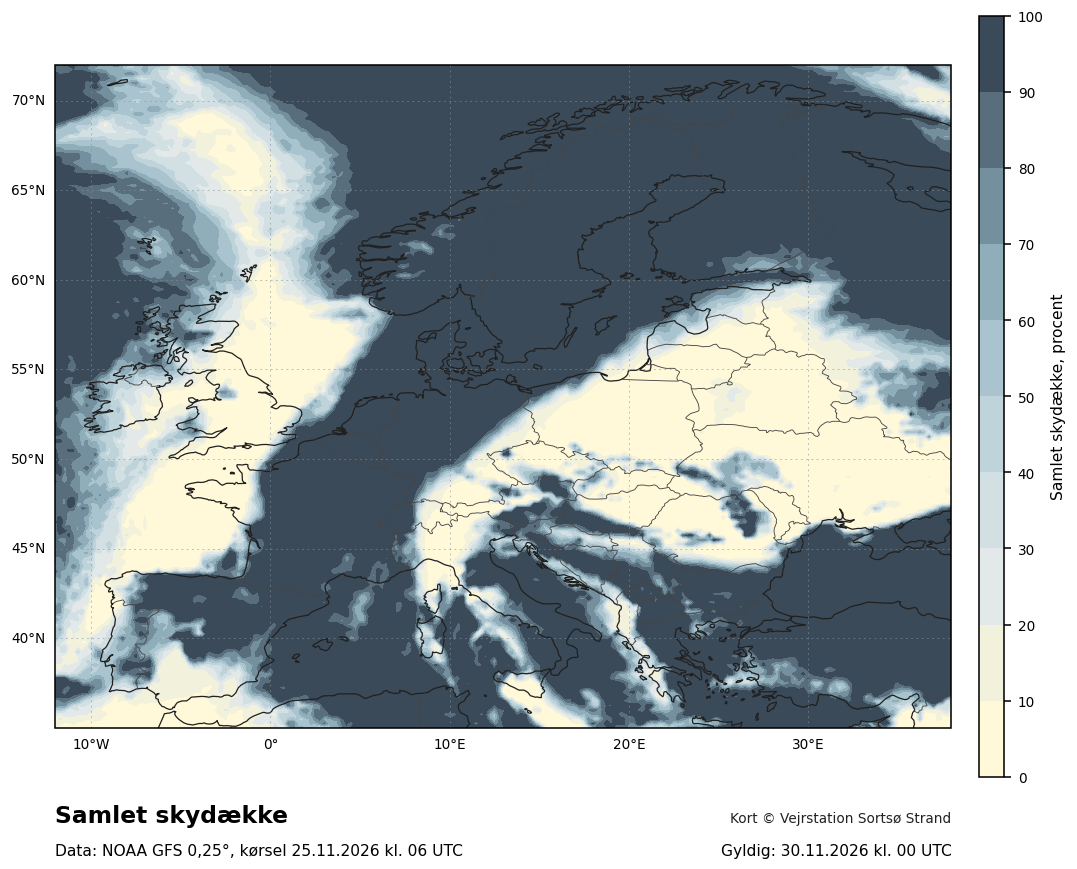 100
90
80
70
60
50
40
30
20
10
0
Samlet skydække, procent
70°N
65°N
60°N
55°N
50°N
45°N
40°N
10°W
0°
10°E
20°E
30°E
Samlet skydække
Kort © Vejrstation Sortsø Strand
Data: NOAA GFS 0,25°, kørsel 25.11.2026 kl. 06 UTC
Gyldig: 30.11.2026 kl. 00 UTC